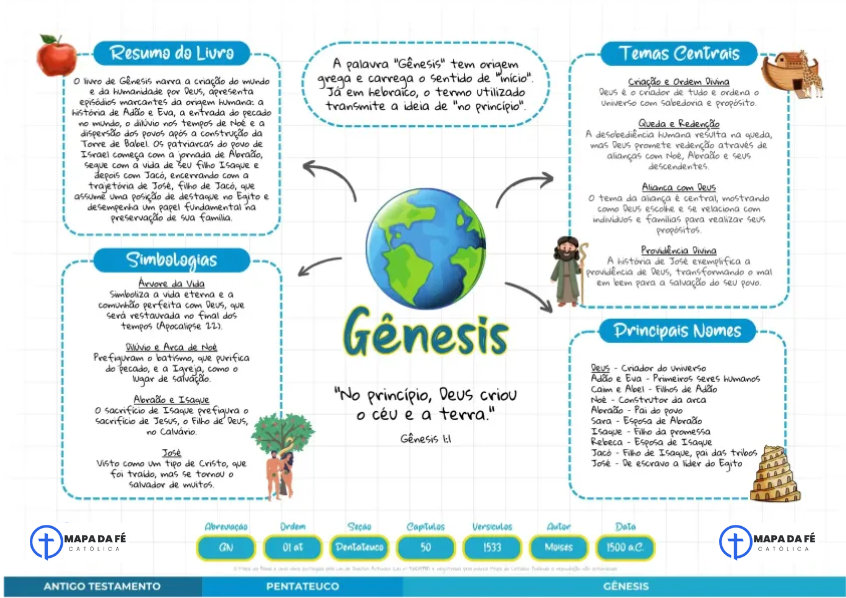 Resumo do Livro
O livro de Gênesis narra a criação do mundo
e da humanidade por Deus, apresenta
episódios marcantes da origem humana: a
história de Adão e Eva, a entrada do pecado
no mundo, o dilúvio nos tempos de Noé e a
dispersão dos povos após a construção da
Torre de Babel. Os patriarcas do povo de
Israel começa com a jornada de Abraão,
segue com a vida de seu filho Isaque e
depois com Jacó, encerrando com a
trajetória de José, filho de Jacó, que
assume uma posição de destaque no Egito e
desempenha um papel fundamental na
preservação de sua família.
A palavra "Gênesis" tem origem
grega e carrega o sentido de "início".
Já em hebraico, o termo utilizado
transmite a ideia de "no princípio".
Temas Centrais
Criação e Ordem Divina
Deus é o criador de tudo e ordena o
universo com sabedoria e propósito.
Queda e Redenção
A desobediência humana resulta na queda,
mas Deus promete redenção através de
alianças com Noé, Abraão e seus
descendentes.
Aliança com Deus
O tema da aliança é central, mostrando
como Deus escolhe e se relaciona com
indivíduos e famílias para realizar seus
propósitos.
Providência Divina
A história de José exemplifica a
providência de Deus, transformando o mal
em bem para a salvação do seu povo.
Simbologias
Árvore da Vida
Simboliza a vida eterna e a
comunhão perfeita com Deus, que
será restaurada no final dos
tempos (Apocalipse 22).
Dilúvio e Arca de Noé
Prefiguram o batismo, que purifica
do pecado, e a Igreja, como o
lugar de salvação.
Abraão e Isaque
O sacrifício de Isaque prefigura o
sacrifício de Jesus, o Filho de Deus,
no Calvário.
José
Visto como um tipo de Cristo, que
foi traído, mas se tornou o
salvador de muitos.
Gênesis
"No princípio, Deus criou
o céu e a terra."
Gênesis 1:1
Principais Nomes
Deus - Criador do universo
Adão e Eva - Primeiros seres humanos
Caim e Abel - Filhos de Adão
Noé - Construtor da arca
Abraão - Pai do povo
Sara - Esposa de Abraão
Isaque - Filho da promessa
Rebeca - Esposa de Isaque
Jacó - Filho de Isaque, pai das tribos
José - De escravo a líder do Egito
MAPA DA FÉ
CATÓLICA
Abreviação Ordem Seção Capítulos Versículos Autor Data
GN 01 at Pentateuco 50 1533 Moisés 1500 a.C.
MAPA DA FÉ
CATÓLICA
ANTIGO TESTAMENTO PENTATEUCO GÊNESIS